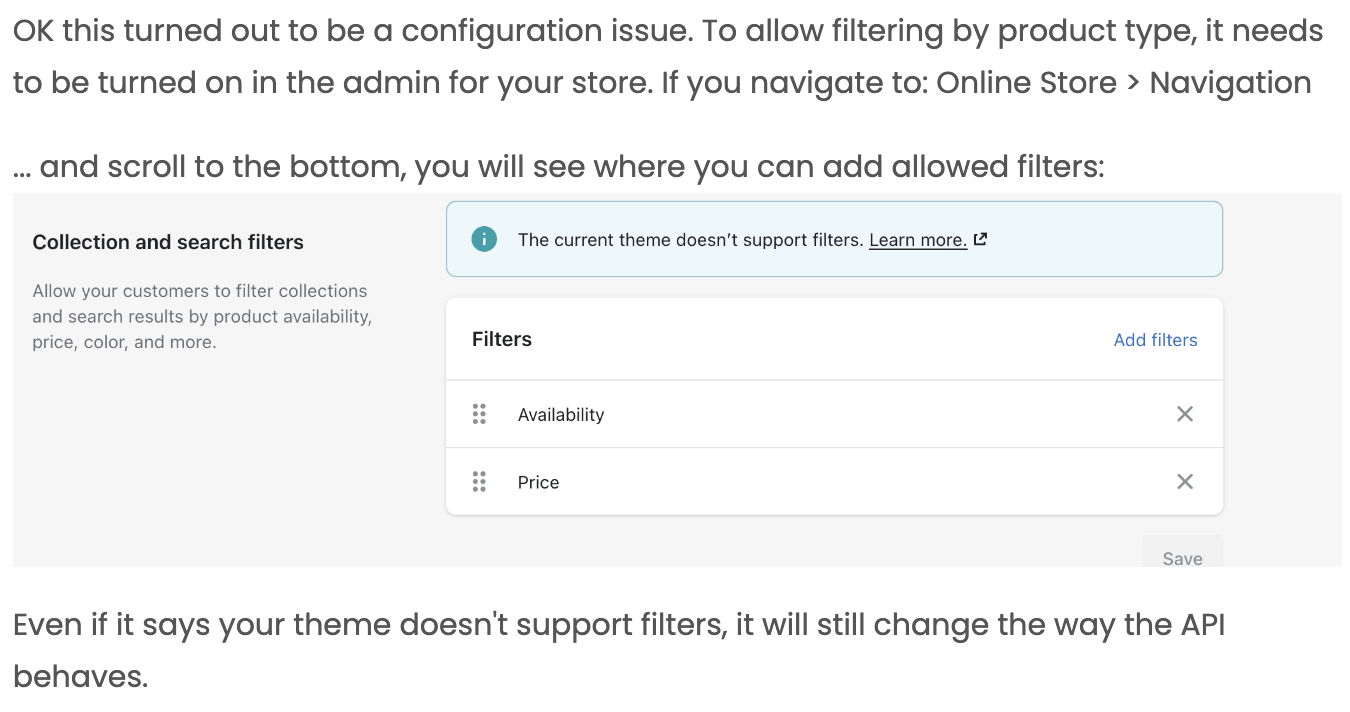 OK this turned out to be a configuration issue. To allow filtering by product type, it needs
to be turned on in the admin for your store. If you navigate to: Online Store > Navigation
... and scroll to the bottom, you will see where you can add allowed filters:
Collection and search filters
Allow your customers to filter collections
and search results by product availability,
price, color, and more.
The current theme doesn’t support filters. Learn more.
Filters
Add filters
Availability
Price
Save
Even if it says your theme doesn't support filters, it will still change the way the API
behaves.